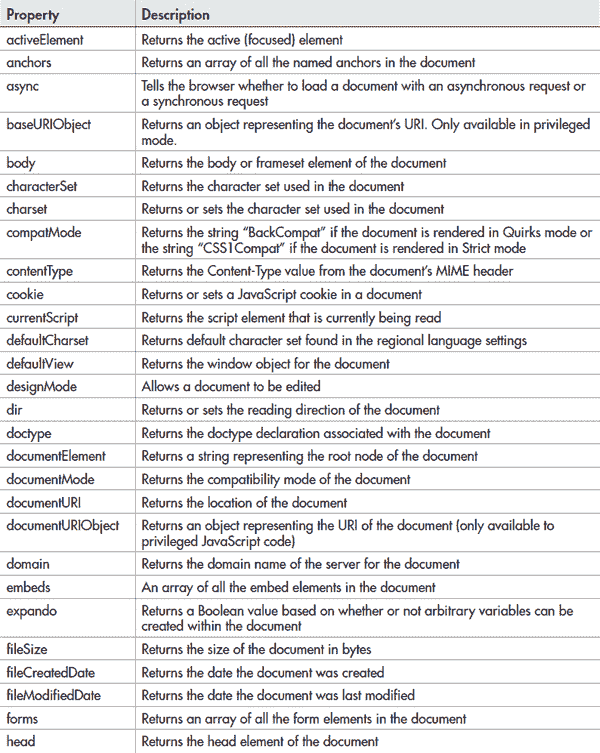 Property Description
activeElement Returns the active (focused) element
anchors Returns an array of all the named anchors in the document
async Tells the browser whether to load a document with an asynchronous request or
a synchronous request
baseURIObject Returns an object representing the document’s URI. Only available in privileged
mode.
body Returns the body or frameset element of the document
characterSet Returns the character set used in the document
charset Returns or sets the character set used in the document
compatMode Returns the string “BackCompat” if the document is rendered in Quirks mode or
the string “CSS1Compat” if the document is rendered in Strict mode
contentType Returns the Content-Type value from the document’s MIME header
cookie Returns or sets a JavaScript cookie in a document
currentScript Returns the script element that is currently being read
defaultCharset Returns default character set found in the regional language settings
defaultView Returns the window object for the document
designMode Allows a document to be edited
dir Returns or sets the reading direction of the document
doctype Returns the doctype declaration associated with the document
documentElement Returns a string representing the root node of the document
documentMode Returns the compatibility mode of the document
documentURI Returns the location of the document
documentURIObject Returns an object representing the URI of the document (only available to
privileged JavaScript code)
domain Returns the domain name of the server for the document
embeds An array of all the embed elements in the document
expando Returns a Boolean value based on whether or not arbitrary variables can be
created within the document
fileSize Returns the size of the document in bytes
fileCreatedDate Returns the date the document was created
fileModifiedDate Returns the date the document was last modified
forms Returns an array of all the form elements in the document
head Returns the head element of the document